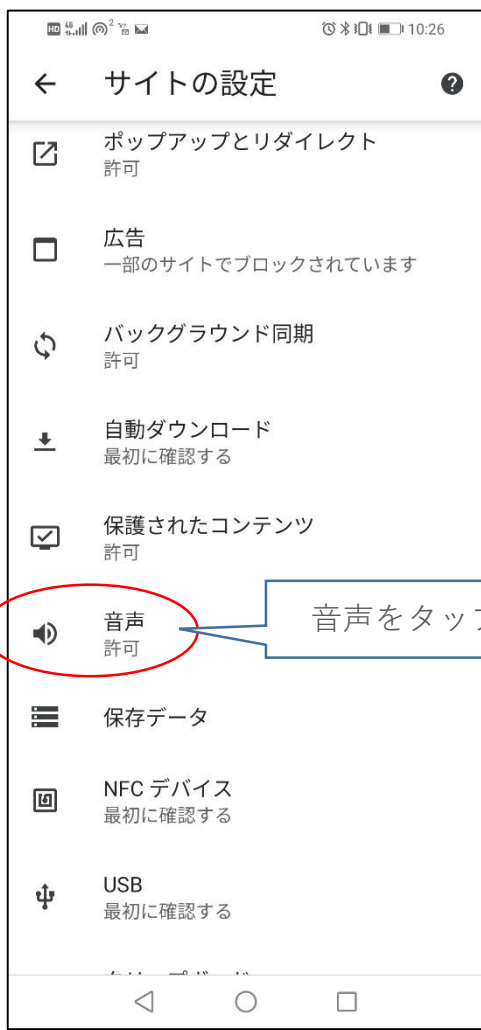 HD 46 2 10:26
サイトの設定
ポップアップとリダイレクト
許可
広告
一部のサイトでブロックされています
バックグラウンド同期
許可
自動ダウンロード
最初に確認する
保護されたコンテンツ
許可
音声
許可
音声をタッ
保存データ
NFC デバイス
最初に確認する
USB
最初に確認する